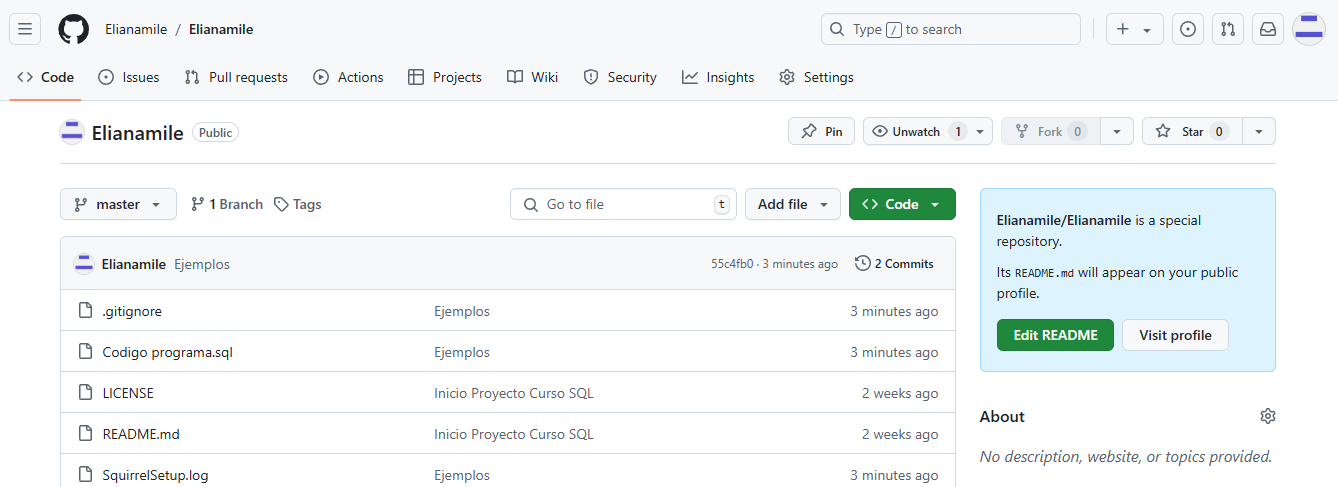 Elianamile / Elianamile
Type / to search
Code Issues Pull requests Actions Projects Wiki Security Insights Settings
Elianamile Public
Pin Unwatch 1 Fork 0 Star 0
master 1 Branch Tags
Go to file t Add file Code
Elianamile Ejemplos 55c4fb0 · 3 minutes ago 2 Commits
.gitignore Ejemplos 3 minutes ago
Codigo programa.sql Ejemplos 3 minutes ago
LICENSE Inicio Proyecto Curso SQL 2 weeks ago
README.md Inicio Proyecto Curso SQL 2 weeks ago
SquirrelSetup.log Ejemplos 3 minutes ago
Elianamile/Elianamile is a special
repository.
Its README.md will appear on your public
profile.
Edit README Visit profile
About
No description, website, or topics provided.